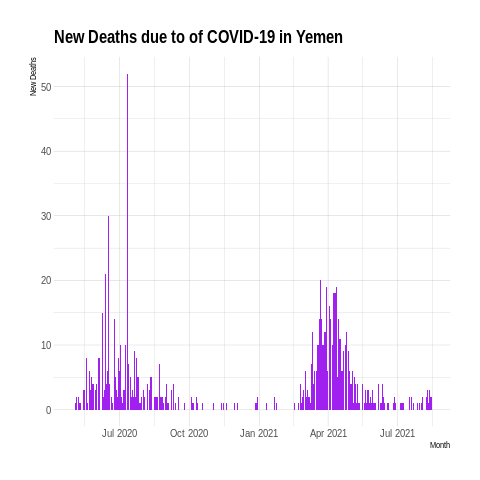 New Deaths due to of COVID-19 in Yemen
New Deaths
50
40
30
20
10
0
Jul 2020 Oct 2020 Jan 2021 Apr 2021 Jul 2021
Month